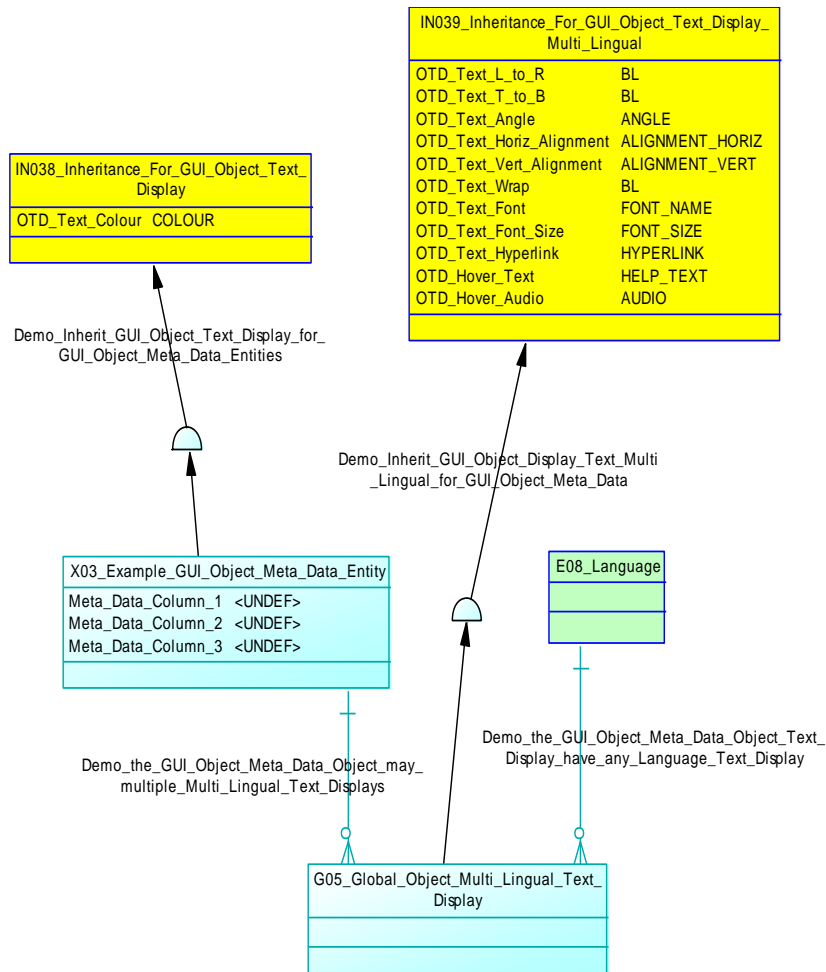 IN039_Inheritance_For_GUI_Object_Text_Display_
Multi_Lingual
OTD_Text_L_to_R BL
OTD_Text_T_to_B BL
OTD_Text_Angle ANGLE
OTD_Text_Horiz_Alignment ALIGNMENT_HORIZ
OTD_Text_Vert_Alignment ALIGNMENT_VERT
OTD_Text_Wrap BL
OTD_Text_Font FONT_NAME
OTD_Text_Font_Size FONT_SIZE
OTD_Text_Hyperlink HYPERLINK
OTD_Hover_Text HELP_TEXT
OTD_Hover_Audio AUDIO
IN038_Inheritance_For_GUI_Object_Text_
Display
OTD_Text_Colour COLOUR
Demo_Inherit_GUI_Object_Text_Display_for_
GUI_Object_Meta_Data_Entities
Demo_Inherit_GUI_Object_Display_Text_Multi
_Lingual_for_GUI_Object_Meta_Data
X03_Example_GUI_Object_Meta_Data_Entity
Meta_Data_Column_1 <UNDEF>
Meta_Data_Column_2 <UNDEF>
Meta_Data_Column_3 <UNDEF>
E08_Language
Demo_the_GUI_Object_Meta_Data_Object_may_
multiple_Multi_Lingual_Text_Displays
Demo_the_GUI_Object_Meta_Data_Object_Text_
Display_have_any_Language_Text_Display
G05_Global_Object_Multi_Lingual_Text_
Display